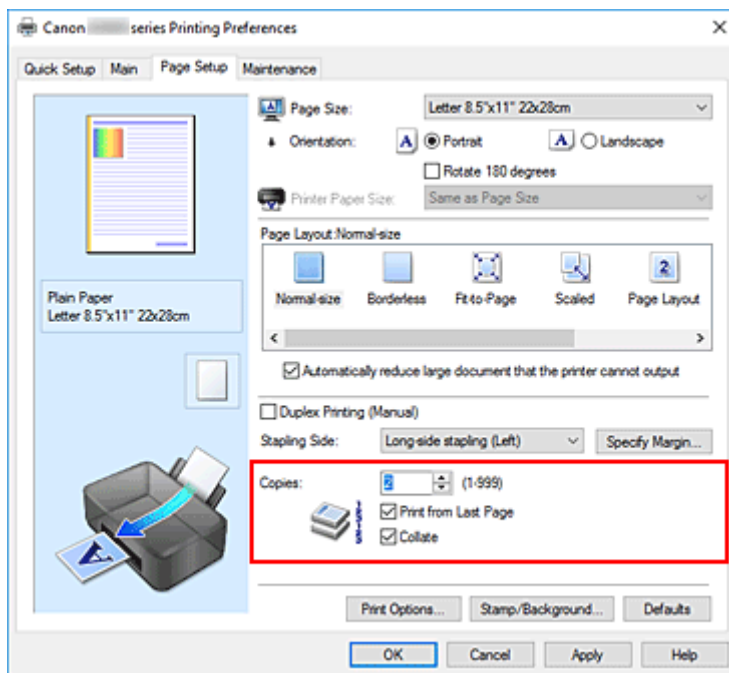 Canon series Printing Preferences
Quick Setup Main Page Setup Maintenance
Page Size: Letter 8.5"x11" 22x28cm
Orientation: A Portrait A Landscape
Rotate 180 degrees
Printer Paper Size: Same as Page Size
Page Layout:Normal-size
2
Normal-size Borderless Fit-to-Page Scaled Page Layout
Plain Paper
Letter 8.5"x11" 22x28cm
Automatically reduce large document that the printer cannot output
Duplex Printing (Manual)
Stapling Side: Long-side stapling (Left) Specify Margin...
Copies: 2 (1-999)
Print from Last Page
Collate
A
Print Options... Stamp/Background... Defaults
OK Cancel Apply Help